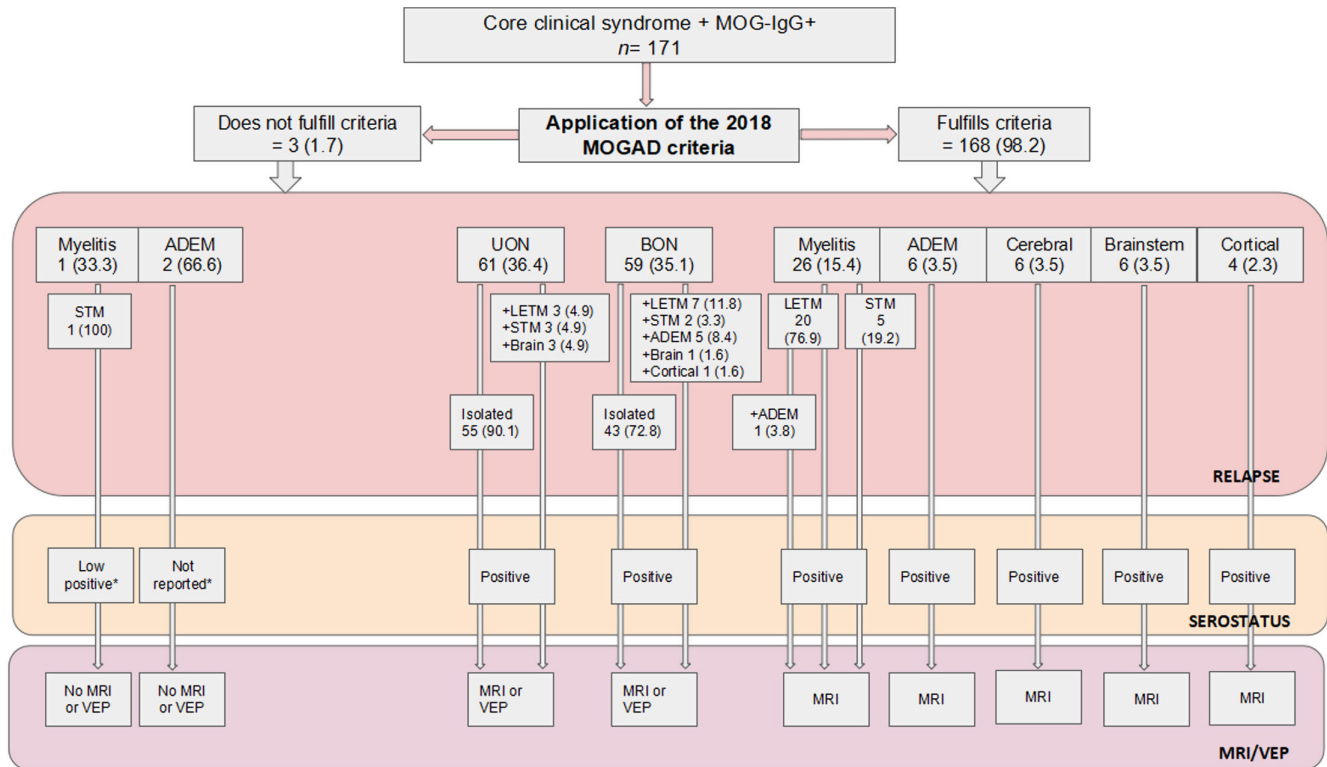 Core clinical syndrome + MOG-IgG+
n= 171
Does not fulfill criteria
= 3 (1.7)
Application of the 2018
MOGAD criteria
Fulfills criteria
= 168 (98.2)
Myelitis
1 (33.3)
ADEM
2 (66.6)
UON
61 (36.4)
BON
59 (35.1)
Myelitis
26 (15.4)
ADEM
6 (3.5)
Cerebral
6 (3.5)
Brainstem
6 (3.5)
Cortical
4 (2.3)
STM
1 (100)
+LETM 3 (4.9)
+STM 3 (4.9)
+Brain 3 (4.9)
+LETM 7 (11.8)
+STM 2 (3.3)
+ADEM 5 (8.4)
+Brain 1 (1.6)
+Cortical 1 (1.6)
LETM
20
(76.9)
STM
5
(19.2)
Isolated
55 (90.1)
Isolated
43 (72.8)
+ADEM
1 (3.8)
RELAPSE
Low
positive*
Not
reported*
Positive
Positive
Positive
Positive
Positive
Positive
Positive
SEROSTATUS
No MRI
or VEP
No MRI
or VEP
MRI or
VEP
MRI or
VEP
MRI
MRI
MRI
MRI
MRI
MRI/VEP